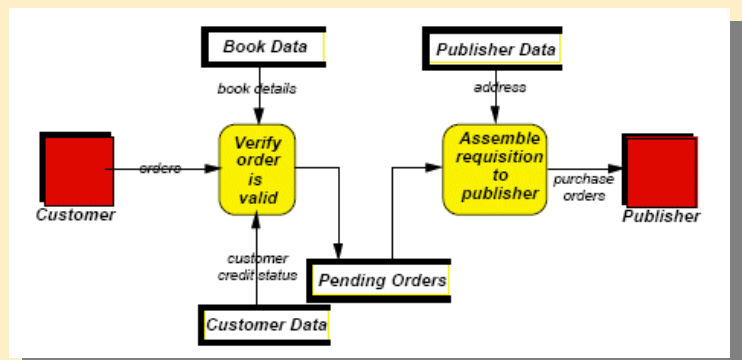 Book Data
Publisher Data
book details
address
Verify
order
is
valid
Assemble
requisition
to
publisher
orders
purchase
orders
Customer
Publisher
customer
credit status
Pending Orders
Customer Data